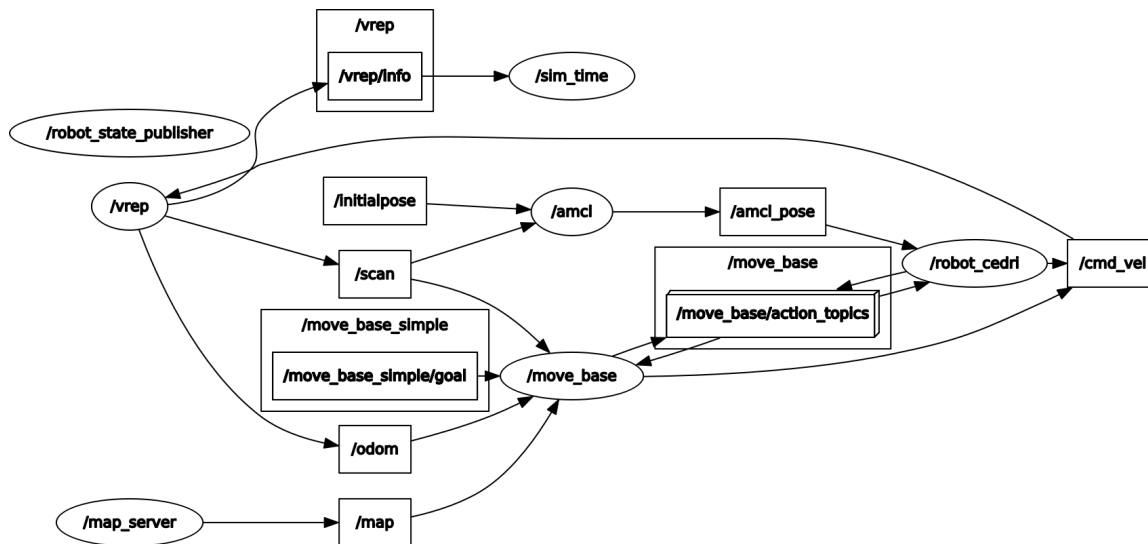 /vrep
/vrep/info
/sim_time
/robot_state_publisher
/vrep
/initialpose
/amcl
/amcl_pose
/scan
/move_base
/robot_cedri
/cmd_vel
/move_base/action_topics
/move_base_simple
/move_base_simple/goal
/move_base
/odom
/map_server
/map